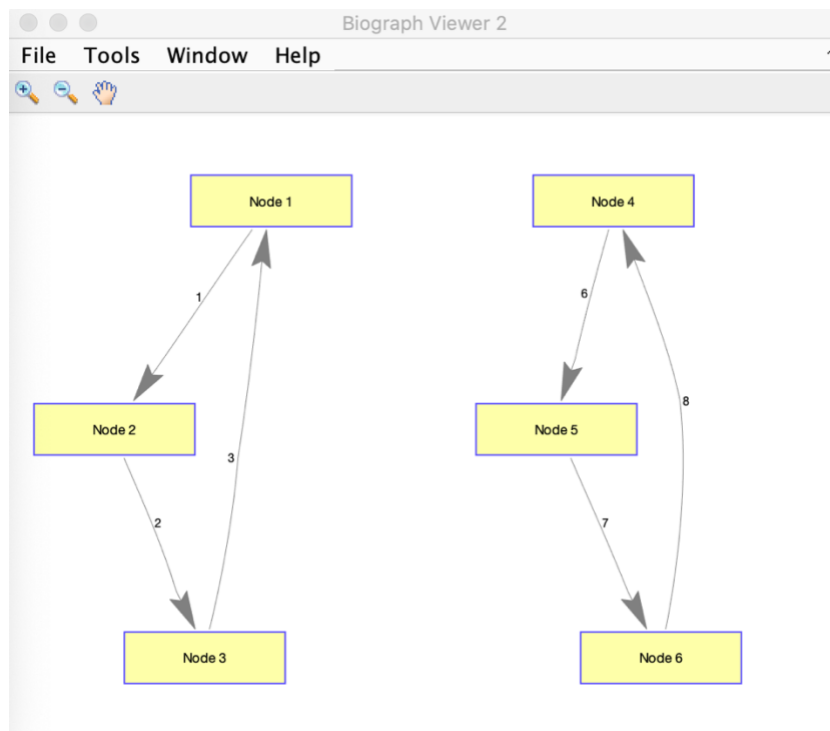 Biograph Viewer 2
File Tools Window Help
Node 1
Node 4
1
6
8
Node 2
Node 5
3
2
7
Node 3
Node 6